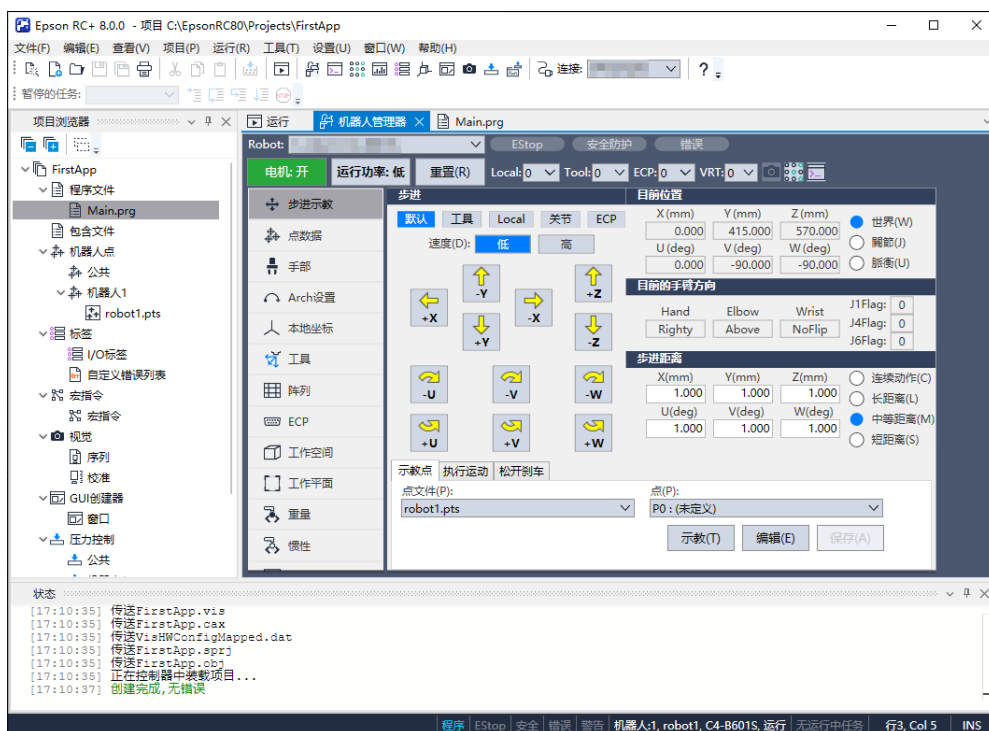 Epson RC+ 8.0.0 - 项目 C:\EpsonRC80\Projects\FirstApp
文件(F) 编辑(E) 查看(V) 项目(P) 运行(R) 工具(T) 设置(U) 窗口(W) 帮助(H)
连接:
暂停的任务:
项目浏览器
FirstApp
程序文件
Main.prg
包含文件
机器人点
公共
机器人1
robot1.pts
标签
I/O标签
自定义错误列表
宏指令
宏指令
视觉
序列
校准
GUI创建器
窗口
压力控制
公共
运行 机器人管理器 Main.prg
Robot: EStop 安全防护 错误
电机: 开 运行功率: 低 重置(R) Local: 0 Tool: 0 ECP: 0 VRT: 0
步进示教
点数据
手部
Arch设置
本地坐标
工具
阵列
ECP
工作空间
工作平面
重量
惯性
步进
默认 工具 Local 关节 ECP
速度(D): 低 高
-Y +Z
+X -X
+Y -Z
-U -V -W
+U +V +W
目前位置
X (mm) Y (mm) Z (mm)
0.000 415.000 570.000
U (deg) V (deg) W (deg)
0.000 -90.000 -90.000
世界(W)
關節(J)
脈衝(U)
目前的手臂方向
Hand Elbow Wrist
Righty Above NoFlip
J1Flag: 0
J4Flag: 0
J6Flag: 0
步进距离
X(mm) Y(mm) Z(mm)
1.000 1.000 1.000
U(deg) V(deg) W(deg)
1.000 1.000 1.000
连续动作(C)
长距离(L)
中等距离(M)
短距离(S)
示教点 执行运动 松开刹车
点文件(P): 点(P):
robot1.pts P0 : (未定义)
示教(T) 编辑(E) 保存(A)
状态
[17:10:35] 传送FirstApp.vis
[17:10:35] 传送FirstApp.cax
[17:10:35] 传送VisHWConfigMapped.dat
[17:10:35] 传送FirstApp.sprj
[17:10:35] 传送FirstApp.obj
[17:10:35] 正在控制器中装载项目...
[17:10:37] 创建完成,无错误
程序 EStop 安全 错误 警告 机器人:1, robot1, C4-B601S, 运行 无运行中任务 行3, Col 5 INS